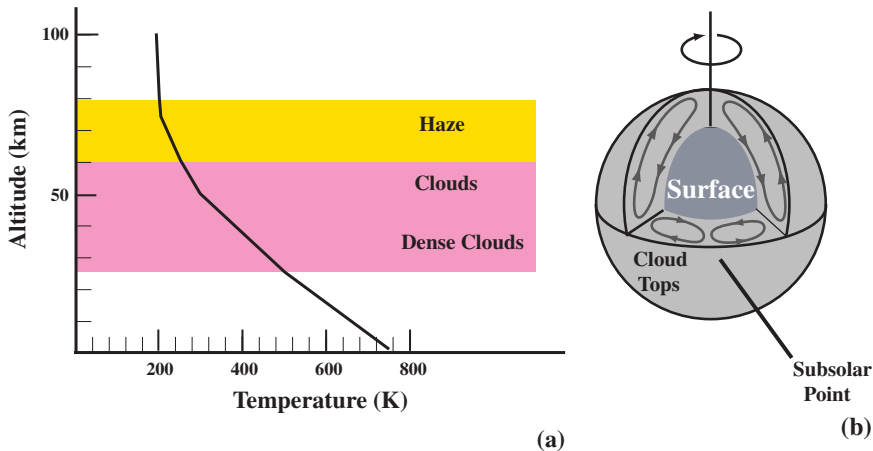 100
50
Altitude (km)
Haze
Clouds
Dense Clouds
200 400 600 800
Temperature (K)
(a)
Surface
Cloud
Tops
Subsolar
Point
(b)